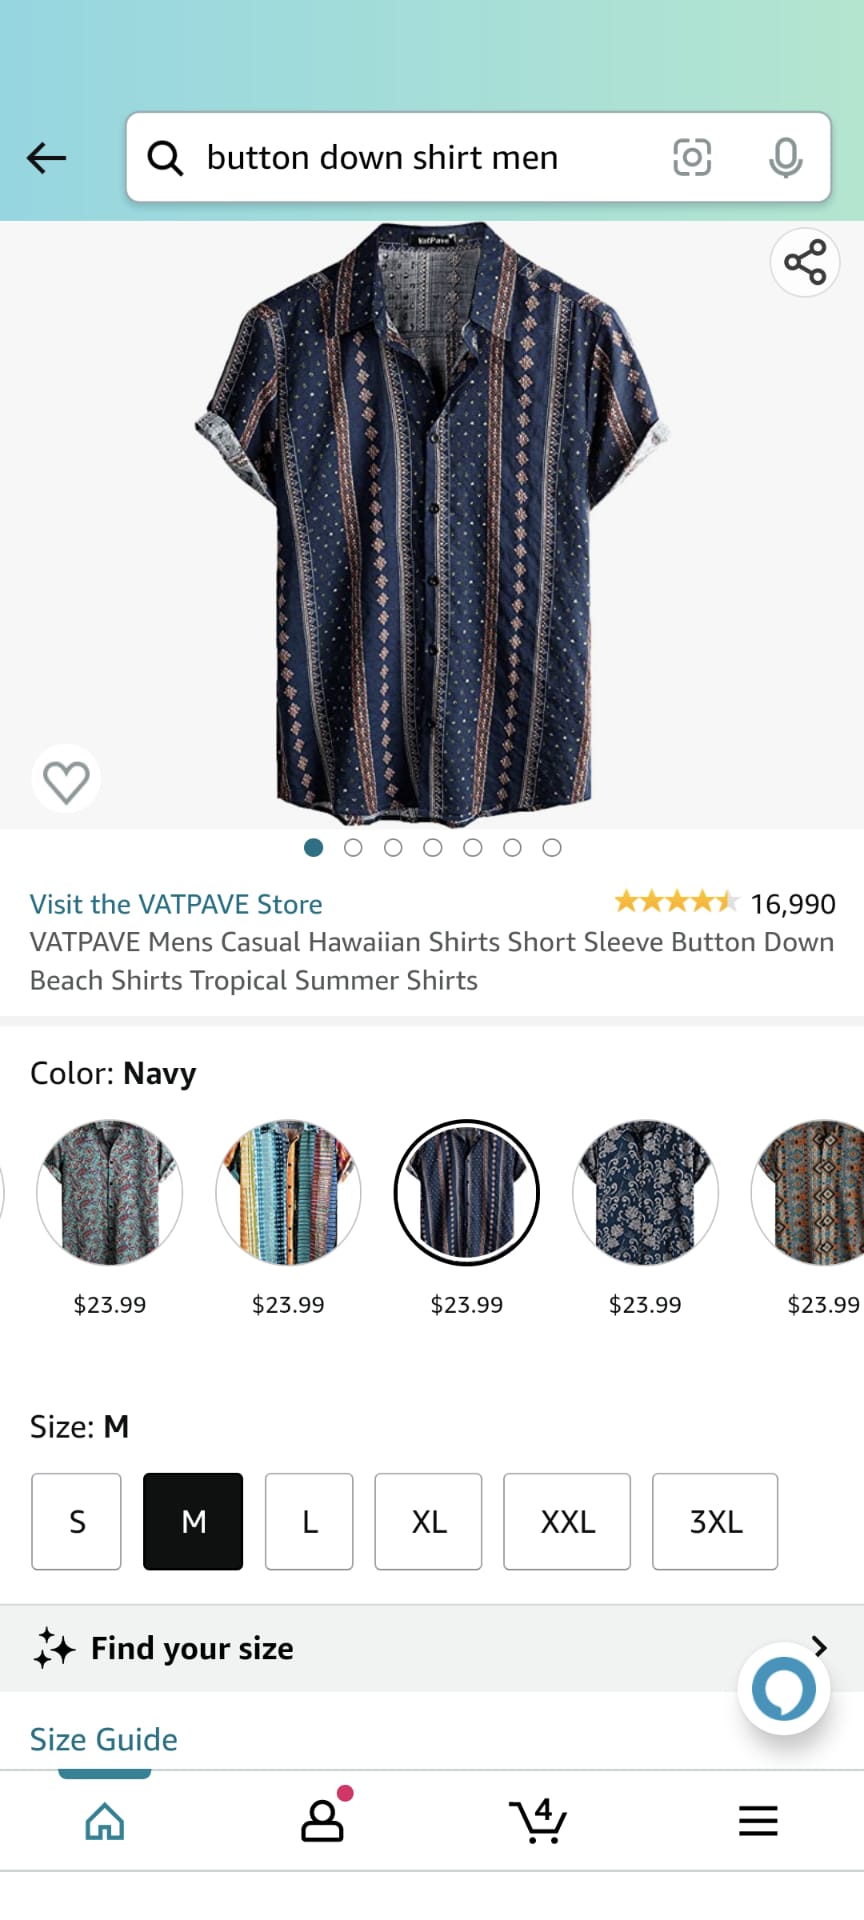 button down shirt men
VatPave
Visit the VATPAVE Store
16,990
VATPAVE Mens Casual Hawaiian Shirts Short Sleeve Button Down
Beach Shirts Tropical Summer Shirts
Color: Navy
$23.99 $23.99 $23.99 $23.99 $23.99
Size: M
S M L XL XXL 3XL
Find your size
Size Guide
4